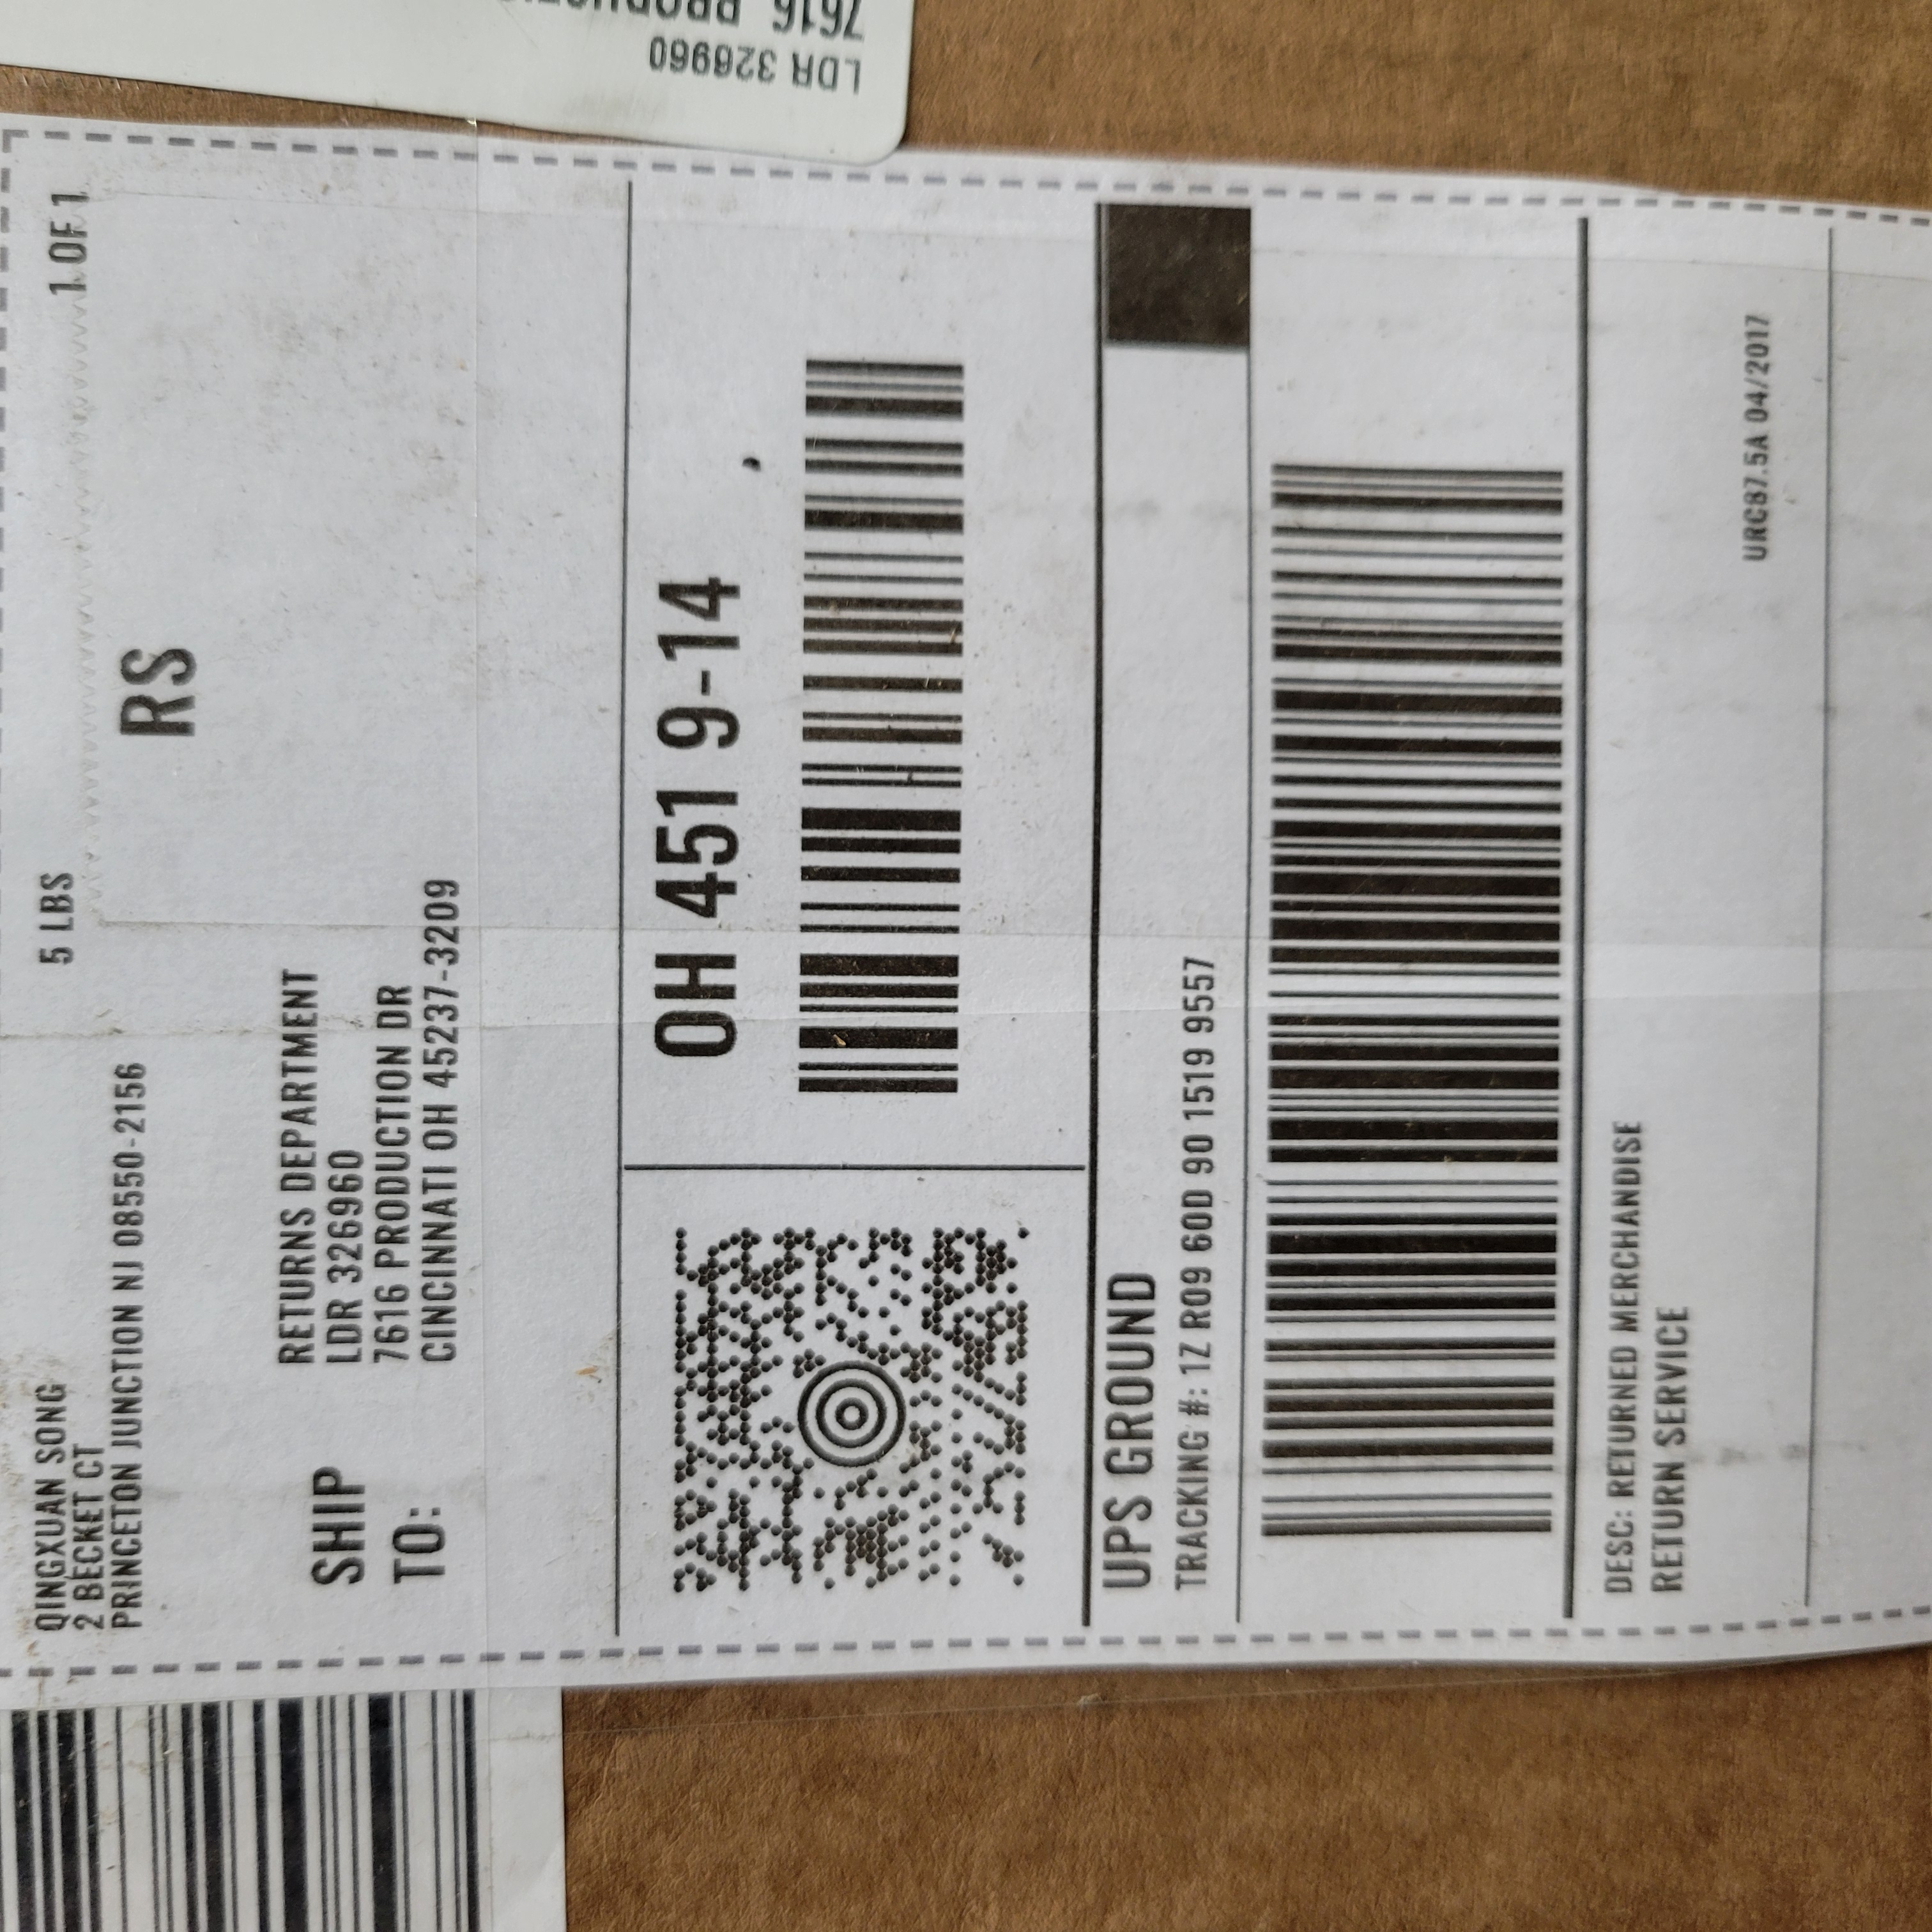 QINGXUAN SONG
2 BECKET CT
PRINCETON JUNCTION NJ 08550-2156
5 LBS
1 OF 1
RS
SHIP
TO:
RETURNS DEPARTMENT
LDR 326960
7616 PRODUCTION DR
CINCINNATI OH 45237-3209
OH 451 9-14
UPS GROUND
TRACKING #: 1Z R09 60D 90 1519 9557
DESC: RETURNED MERCHANDISE
RETURN SERVICE
URC87.5A 04/2017
LDR 326960
7616